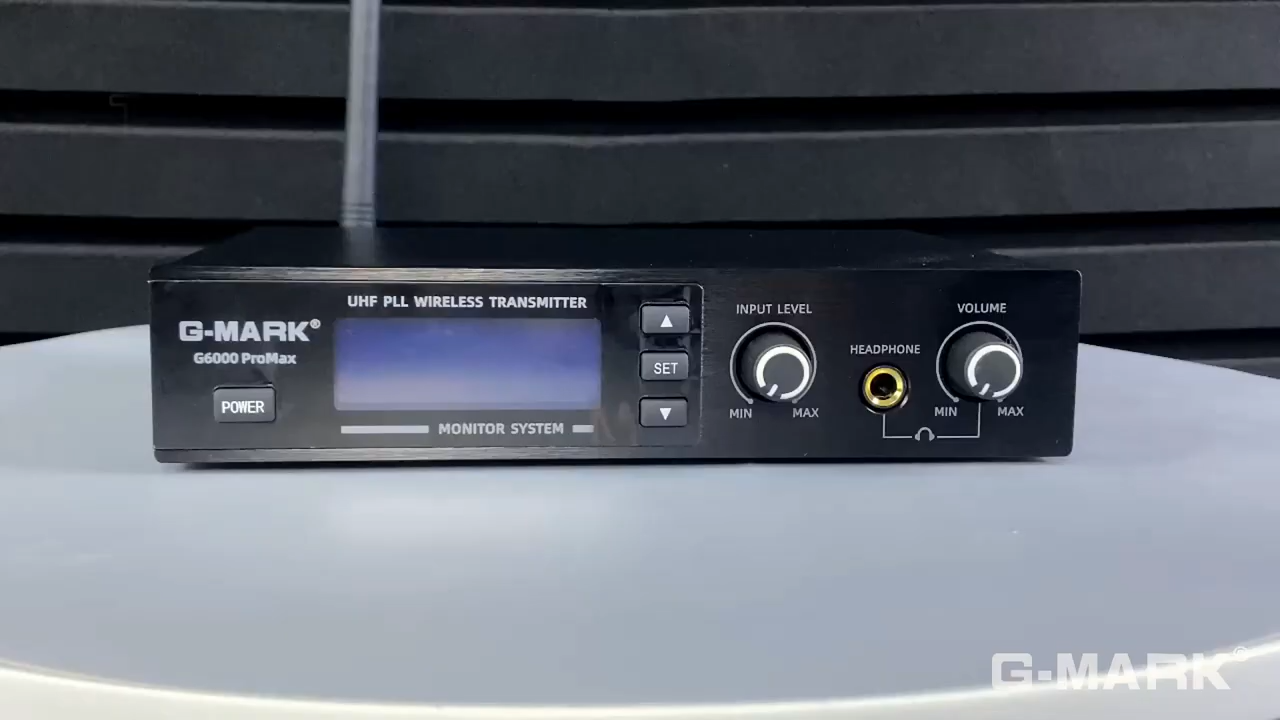 UHF PLL WIRELESS TRANSMITTER
G-MARK®
G6000 ProMax
POWER
SET
MONITOR SYSTEM
INPUT LEVEL
MIN
MAX
HEADPHONE
VOLUME
MIN
MAX
G-MARK®